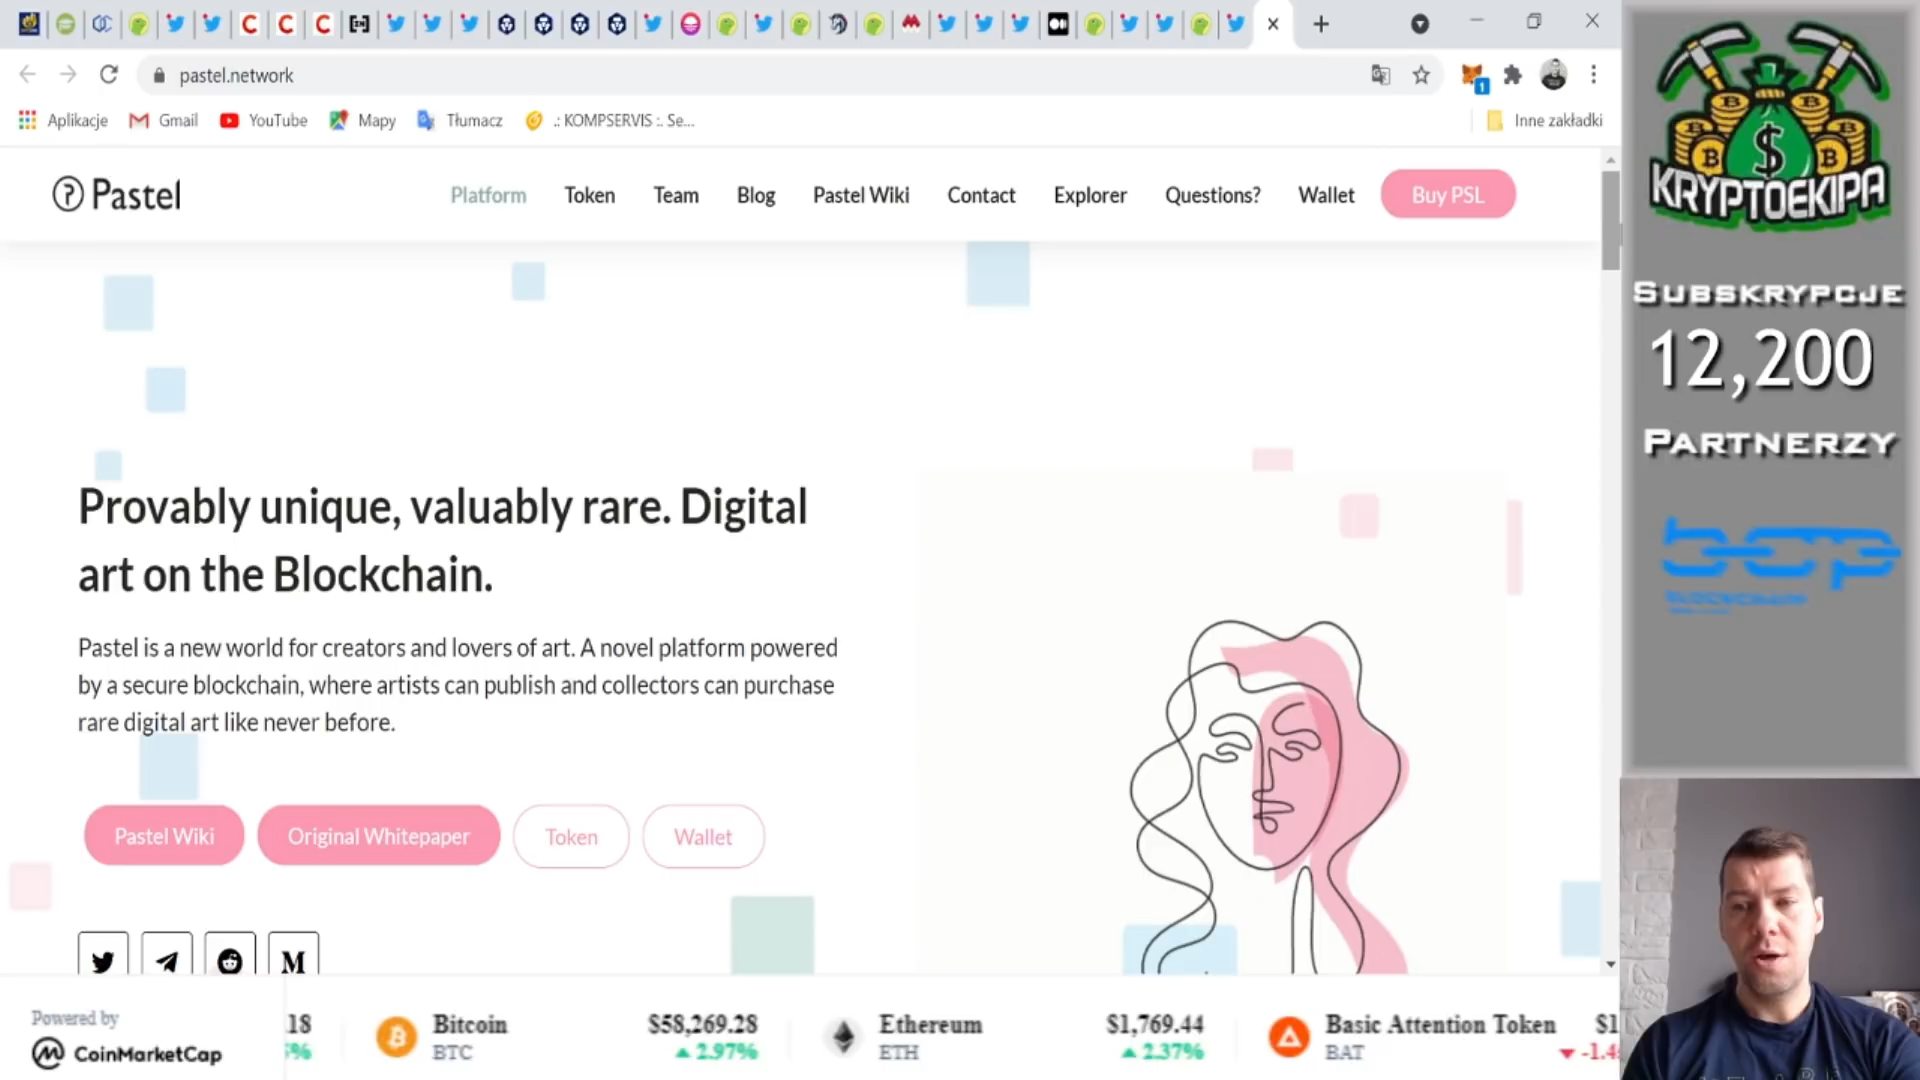 pastel.network
Aplikacje
Gmail
YouTube
Mapy
Tłumacz
.: KOMPSERVIS :. Se...
Inne zakładki
Pastel
Platform
Token
Team
Blog
Pastel Wiki
Contact
Explorer
Questions?
Wallet
Buy PSL
Provably unique, valuably rare. Digital
art on the Blockchain.
Pastel is a new world for creators and lovers of art. A novel platform powered
by a secure blockchain, where artists can publish and collectors can purchase
rare digital art like never before.
Pastel Wiki
Original Whitepaper
Token
Wallet
Powered by
CoinMarketCap
Bitcoin
BTC
$58,269.28
2.97%
Ethereum
ETH
$1,769.44
2.37%
Basic Attention Token
BAT
KRYPTOEKIPA
SUBSKRYPCJE
12,200
PARTNERZY
bcp